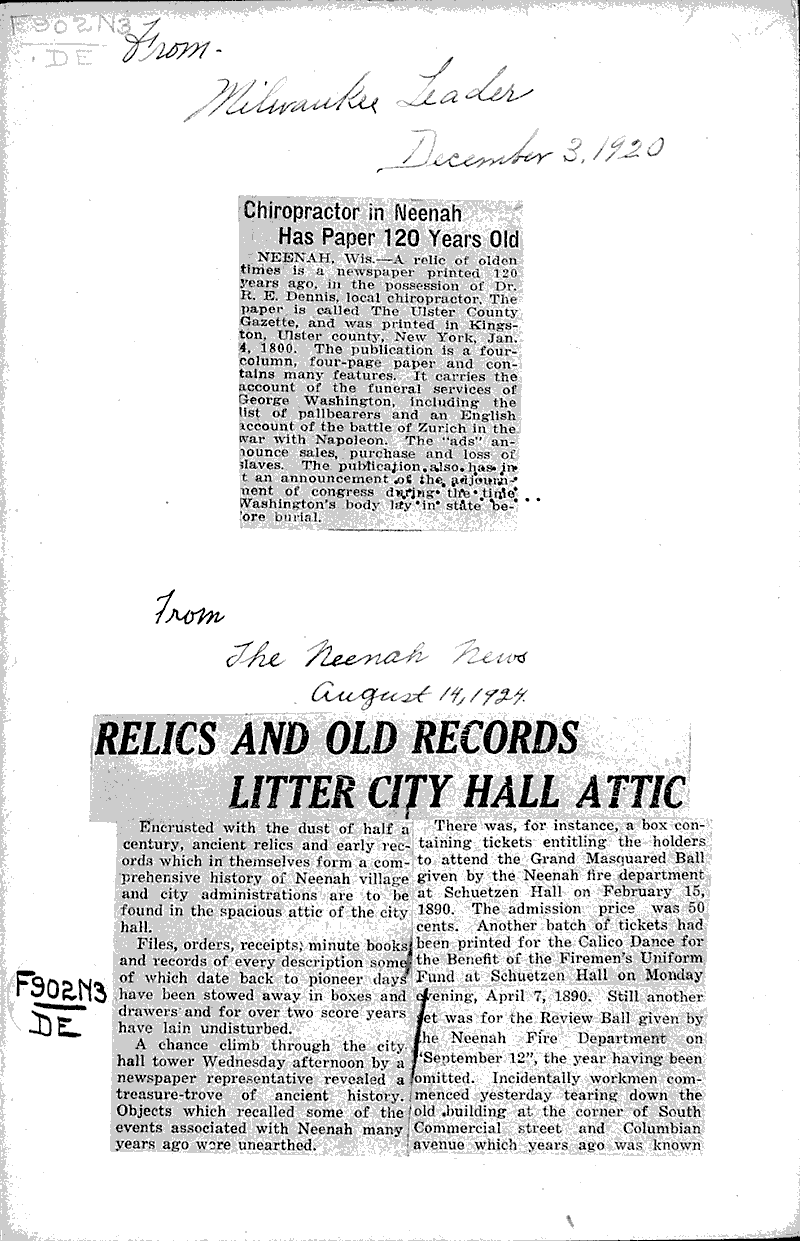 F902N3
DE
From-
Milwaukee Leader
December 3, 1920
Chiropractor in Neenah
Has Paper 120 Years Old
NEENAH, Wis.—A relic of olden
times is a newspaper printed 120
years ago, in the possession of Dr.
R. E. Dennis, local chiropractor. The
paper is called The Ulster County
Gazette, and was printed in Kings-
ton, Ulster county, New York, Jan.
4, 1800. The publication is a four-
column, four-page paper and con-
tains many features. It carries the
account of the funeral services of
George Washington, including the
list of pallbearers and an English
account of the battle of Zurich in the
war with Napoleon. The "ads" an-
nounce sales, purchase and loss of
slaves. The publication also has in
t an announcement of the adjourn-
ment of congress during the time
Washington's body lay in state be-
fore burial.
From
The Neenah News
August 14, 1924.
RELICS AND OLD RECORDS
LITTER CITY HALL ATTIC
Encrusted with the dust of half a
century, ancient relics and early rec-
ords which in themselves form a com-
prehensive history of Neenah village
and city administrations are to be
found in the spacious attic of the city
hall.
Files, orders, receipts, minute books
and records of every description some
of which date back to pioneer days
have been stowed away in boxes and
drawers and for over two score years
have lain undisturbed.
A chance climb through the city
hall tower Wednesday afternoon by a
newspaper representative revealed a
treasure-trove of ancient history.
Objects which recalled some of the
events associated with Neenah many
years ago were unearthed.
There was, for instance, a box con-
taining tickets entitling the holders
to attend the Grand Masquared Ball
given by the Neenah fire department
at Schuetzen Hall on February 15,
1890. The admission price was 50
cents. Another batch of tickets had
been printed for the Calico Dance for
the Benefit of the Firemen's Uniform
Fund at Schuetzen Hall on Monday
evening, April 7, 1890. Still another
set was for the Review Ball given by
the Neenah Fire Department on
"September 12", the year having been
omitted. Incidentally workmen com-
menced yesterday tearing down the
old building at the corner of South
Commercial street and Columbian
avenue which years ago was known
F902N3
DE